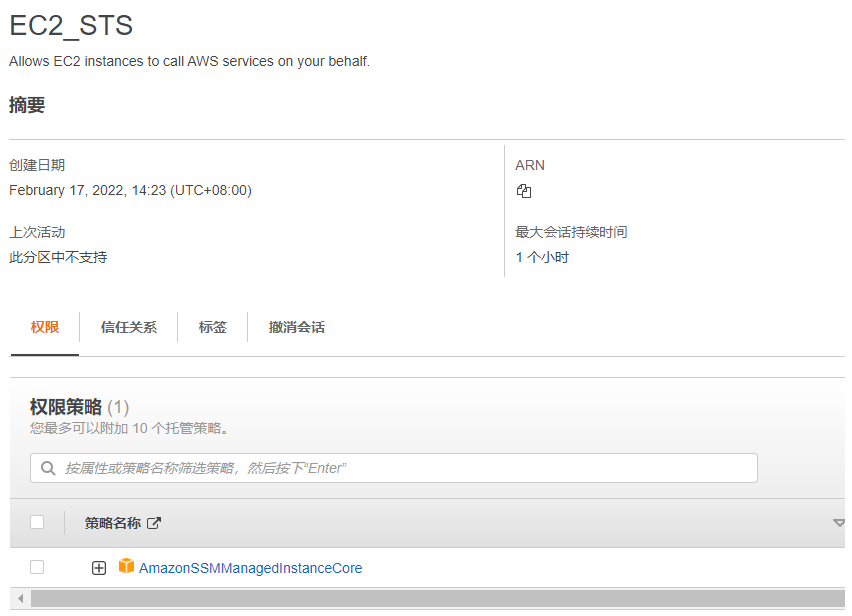 EC2_STS
Allows EC2 instances to call AWS services on your behalf.
摘要
创建日期
February 17, 2022, 14:23 (UTC+08:00)
ARN
上次活动
此分区中不支持
最大会话持续时间
1 个小时
权限
信任关系
标签
撤消会话
权限策略 (1)
您最多可以附加 10 个托管策略。
按属性或策略名称筛选策略，然后按下“Enter”
策略名称
AmazonSSMManagedInstanceCore